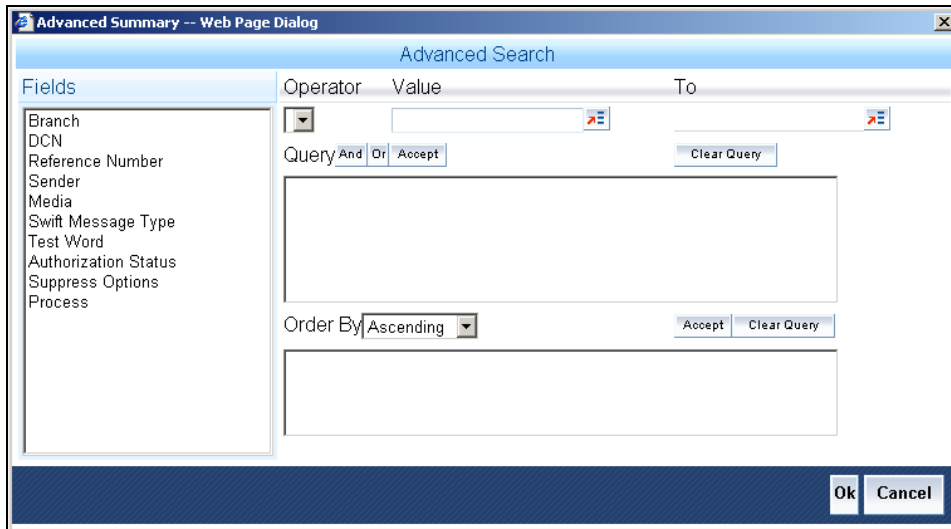 Advanced Summary -- Web Page Dialog
Advanced Search
Fields
Operator Value To
Branch
DCN
Reference Number
Sender
Media
Swift Message Type
Test Word
Authorization Status
Suppress Options
Process
Query And Or Accept Clear Query
Order By Ascending Accept Clear Query
Ok Cancel